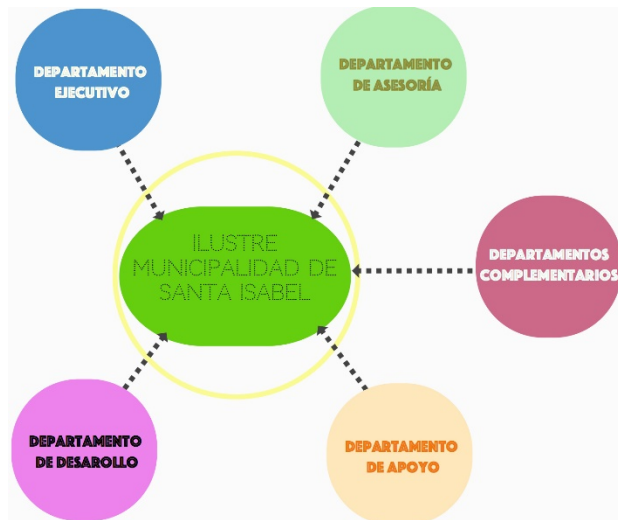 DEPARTAMENTO
EJECUTIVO
DEPARTAMENTO
DE ASESORÍA
ILUSTRE
MUNICIPALIDAD DE
SANTA ISABEL
DEPARTAMENTOS
COMPLEMENTARIOS
DEPARTAMENTO
DE DESAROLLO
DEPARTAMENTO
DE APOYO